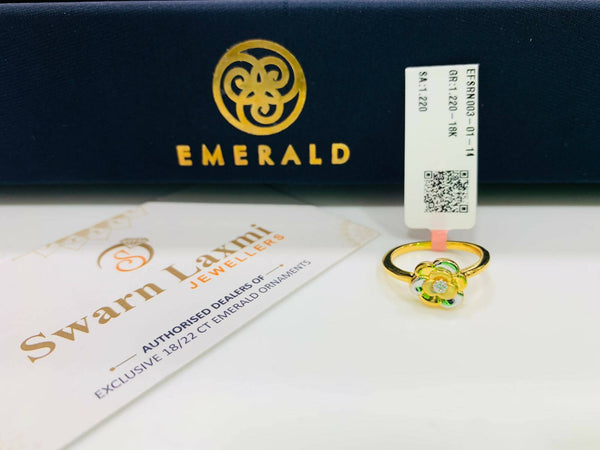 EMERALD
EFSRN003-01-14
GR:1.220-18K
SA:1.220
S
Swarn Laxmi
JEWELLERS
AUTHORISED DEALERS OF
EXCLUSIVE 18/22 CT EMERALD ORNAMENTS